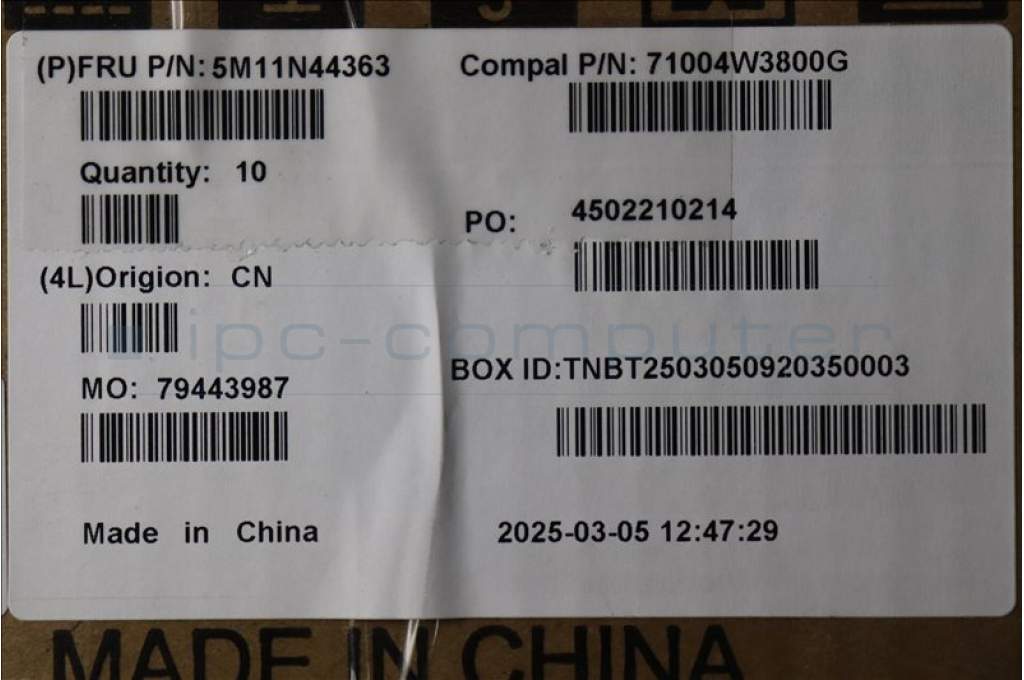 (P)FRU P/N: 5M11N44363
Compal P/N: 71004W3800G
Quantity: 10
PO: 4502210214
(4L)Origion: CN
ipc-computer
MO: 79443987
BOX ID:TNBT2503050920350003
Made in China
2025-03-05 12:47:29
MADE IN CHINA